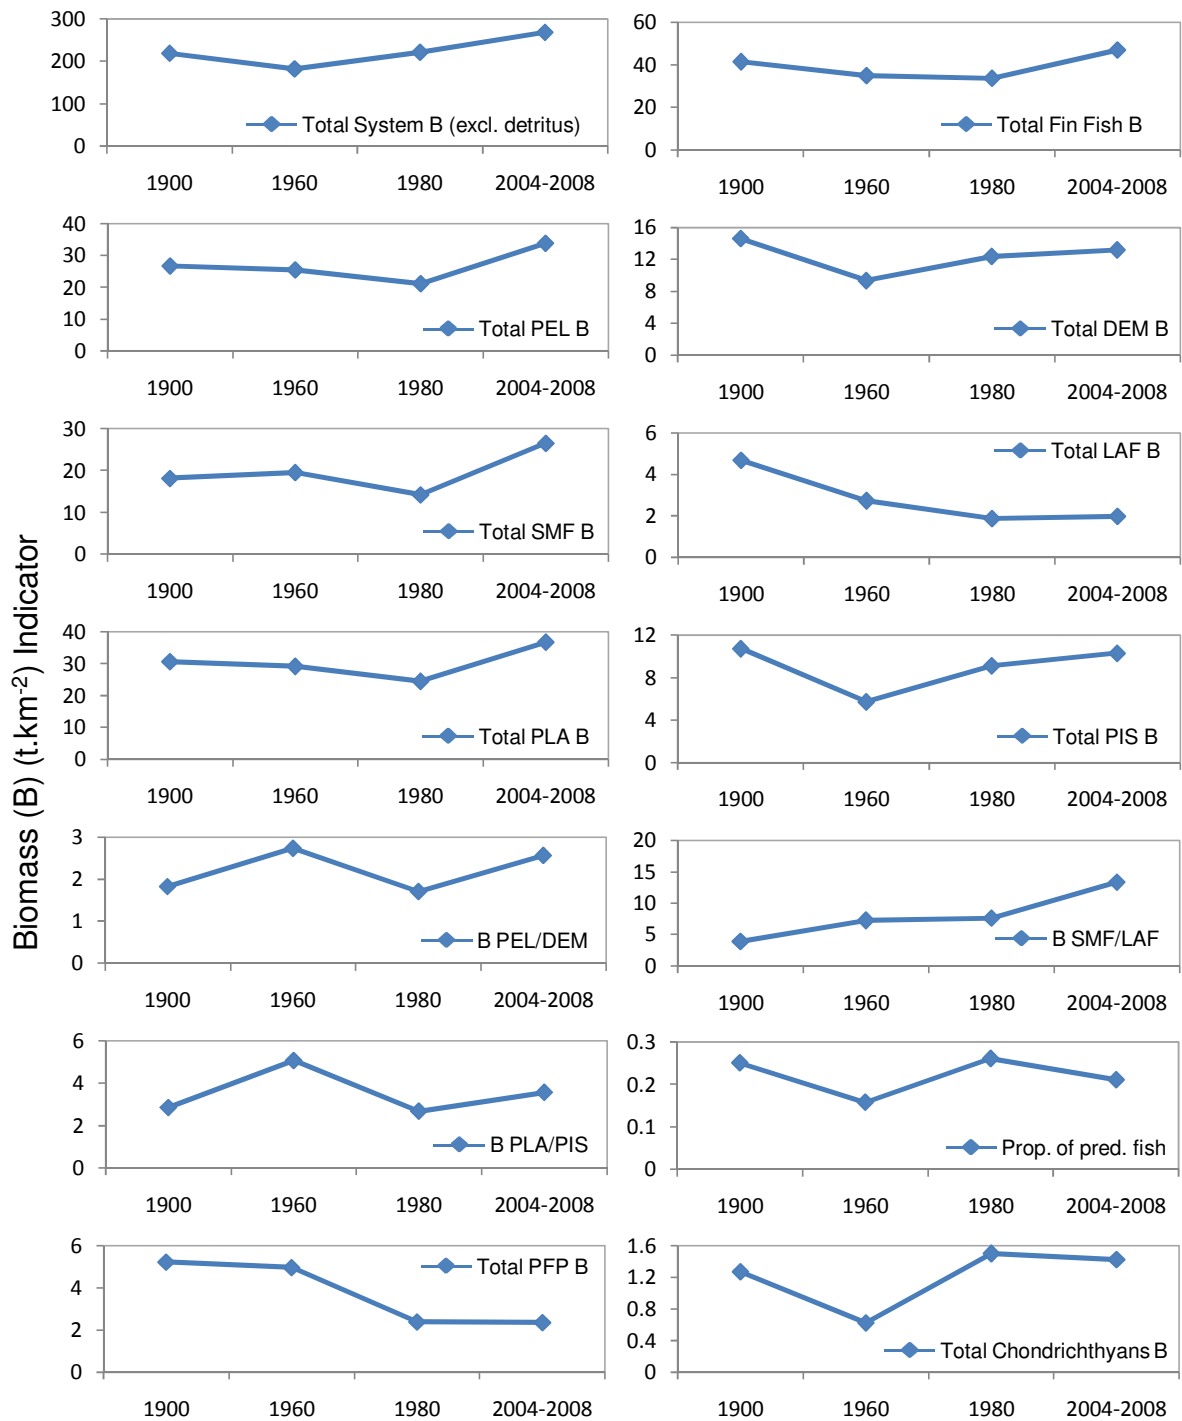 Biomass (B) (t.km-2) Indicator
300
200
100
0
Total System B (excl. detritus)
1900 1960 1980 2004-2008
60
40
20
0
Total Fin Fish B
1900 1960 1980 2004-2008
40
30
20
10
0
Total PEL B
1900 1960 1980 2004-2008
16
12
8
4
0
Total DEM B
1900 1960 1980 2004-2008
30
20
10
0
Total SMF B
1900 1960 1980 2004-2008
6
4
2
0
Total LAF B
1900 1960 1980 2004-2008
40
30
20
10
0
Total PLA B
1900 1960 1980 2004-2008
12
8
4
0
Total PIS B
1900 1960 1980 2004-2008
3
2
1
0
B PEL/DEM
1900 1960 1980 2004-2008
20
15
10
5
0
B SMF/LAF
1900 1960 1980 2004-2008
6
4
2
0
B PLA/PIS
1900 1960 1980 2004-2008
0.3
0.2
0.1
0
Prop. of pred. fish
1900 1960 1980 2004-2008
6
4
2
0
Total PFP B
1900 1960 1980 2004-2008
1.6
1.2
0.8
0.4
0
Total Chondrichthyans B
1900 1960 1980 2004-2008